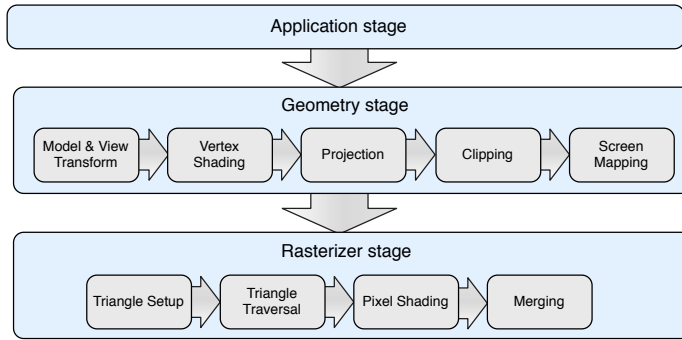 Application stage
Geometry stage
Model & View
Transform
Vertex
Shading
Projection
Clipping
Screen
Mapping
Rasterizer stage
Triangle Setup
Triangle
Traversal
Pixel Shading
Merging